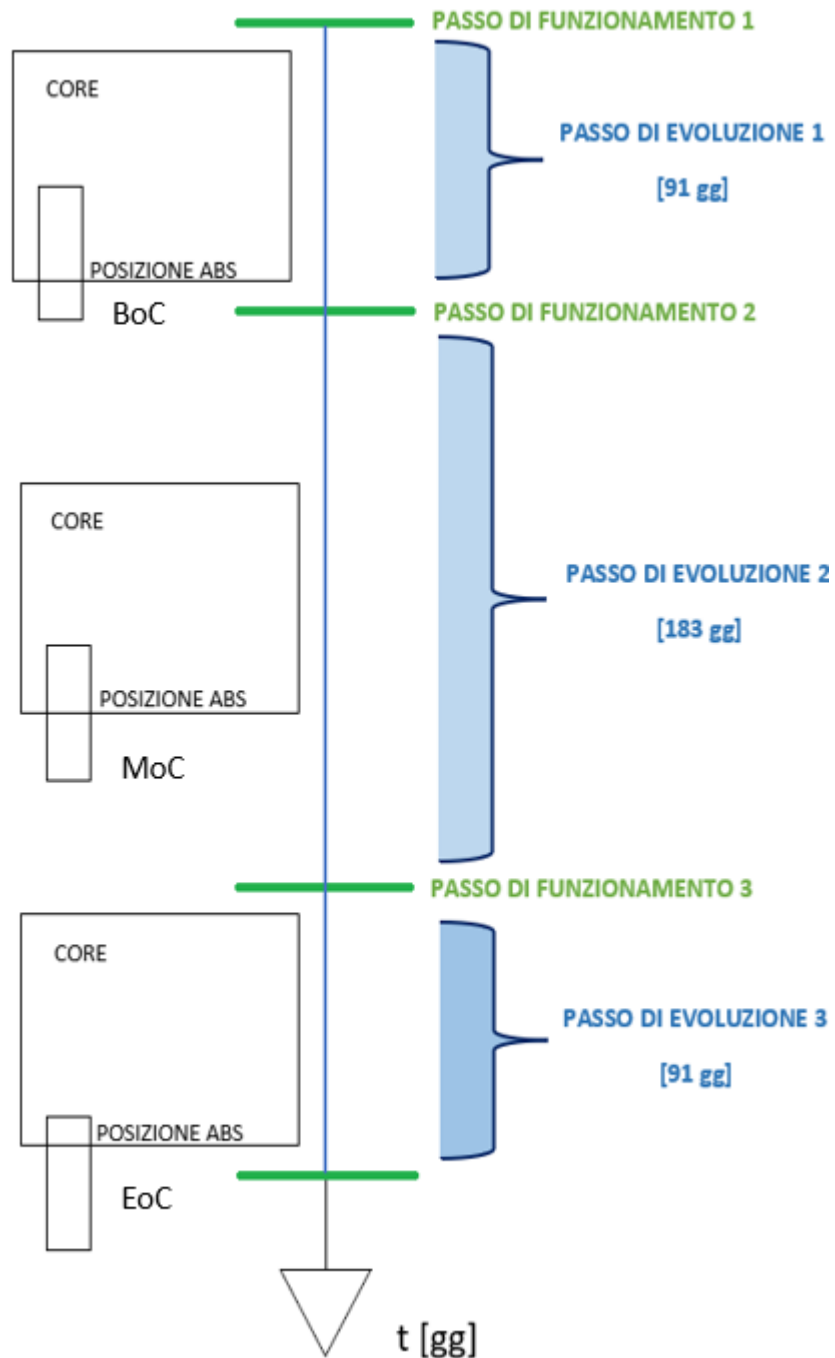 PASSO DI FUNZIONAMENTO 1
CORE
PASSO DI EVOLUZIONE 1
[91 gg]
POSIZIONE ABS
BoC
PASSO DI FUNZIONAMENTO 2
CORE
PASSO DI EVOLUZIONE 2
[183 gg]
POSIZIONE ABS
MoC
PASSO DI FUNZIONAMENTO 3
CORE
PASSO DI EVOLUZIONE 3
[91 gg]
POSIZIONE ABS
EoC
t [gg]